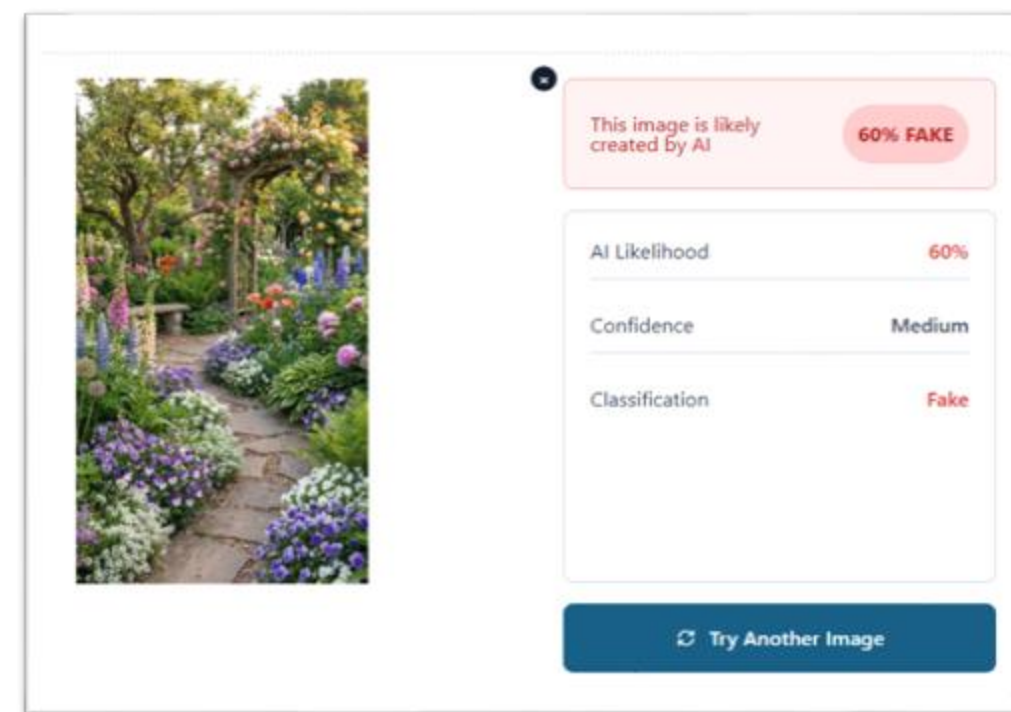 This image is likely
created by AI
60% FAKE
AI Likelihood
60%
Confidence
Medium
Classification
Fake
Try Another Image